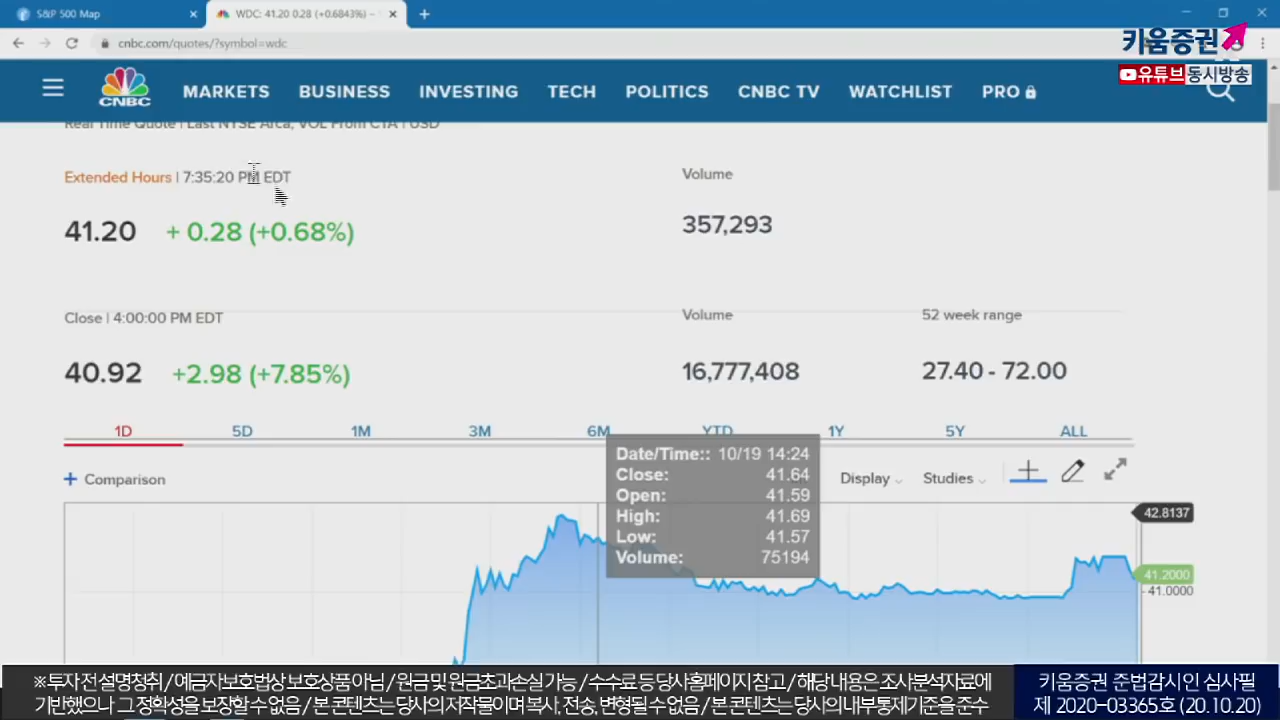 S&P 500 Map
WDC: 41.20 0.28 (+0.6843%) –
cnbc.com/quotes/?symbol=wdc
키움증권
유튜브 동시방송
CNBC
MARKETS BUSINESS INVESTING TECH POLITICS CNBC TV WATCHLIST PRO
Real Time Quote | Last NYSE Arca, VOL From CTA | USD
Extended Hours | 7:35:20 PM EDT
Volume
41.20 + 0.28 (+0.68%)
357,293
Close | 4:00:00 PM EDT
Volume
52 week range
40.92 +2.98 (+7.85%)
16,777,408
27.40 - 72.00
1D 5D 1M 3M 6M YTD 1Y 5Y ALL
+ Comparison
Display
Studies
Date/Time:: 10/19 14:24
Close: 41.64
Open: 41.59
High: 41.69
Low: 41.57
Volume: 75194
42.8137
41.2000
41.0000
※ 투자 전 설명청취 / 예금자보호법상 보호상품 아님 / 원금 및 원금초과손실 가능 / 수수료 등 당사홈페이지 참고 / 해당 내용은 조사분석자료에
기반했으나 그 정확성을 보장할 수 없음 / 본 콘텐츠는 당사의 저작물이며 복사, 전송, 변형될 수 없음 / 본 콘텐츠는 당사의 내부통제기준을 준수
키움증권 준법감시인 심사필
제 2020-03365호 (20.10.20)